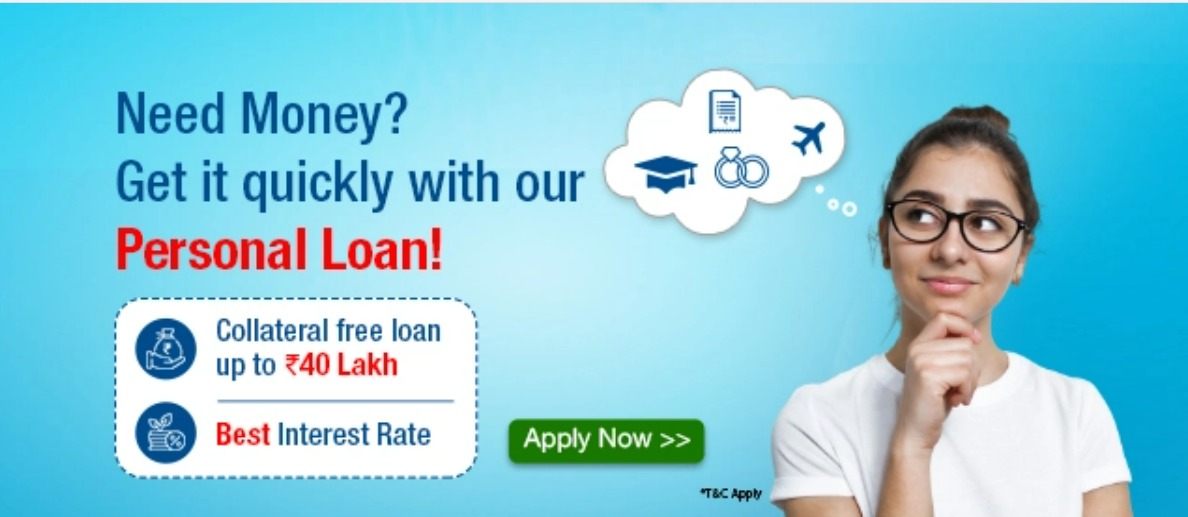 Need Money?
Get it quickly with our
Personal Loan!
Collateral free loan
up to ₹40 Lakh
Best Interest Rate
Apply Now >>
*T&C Apply